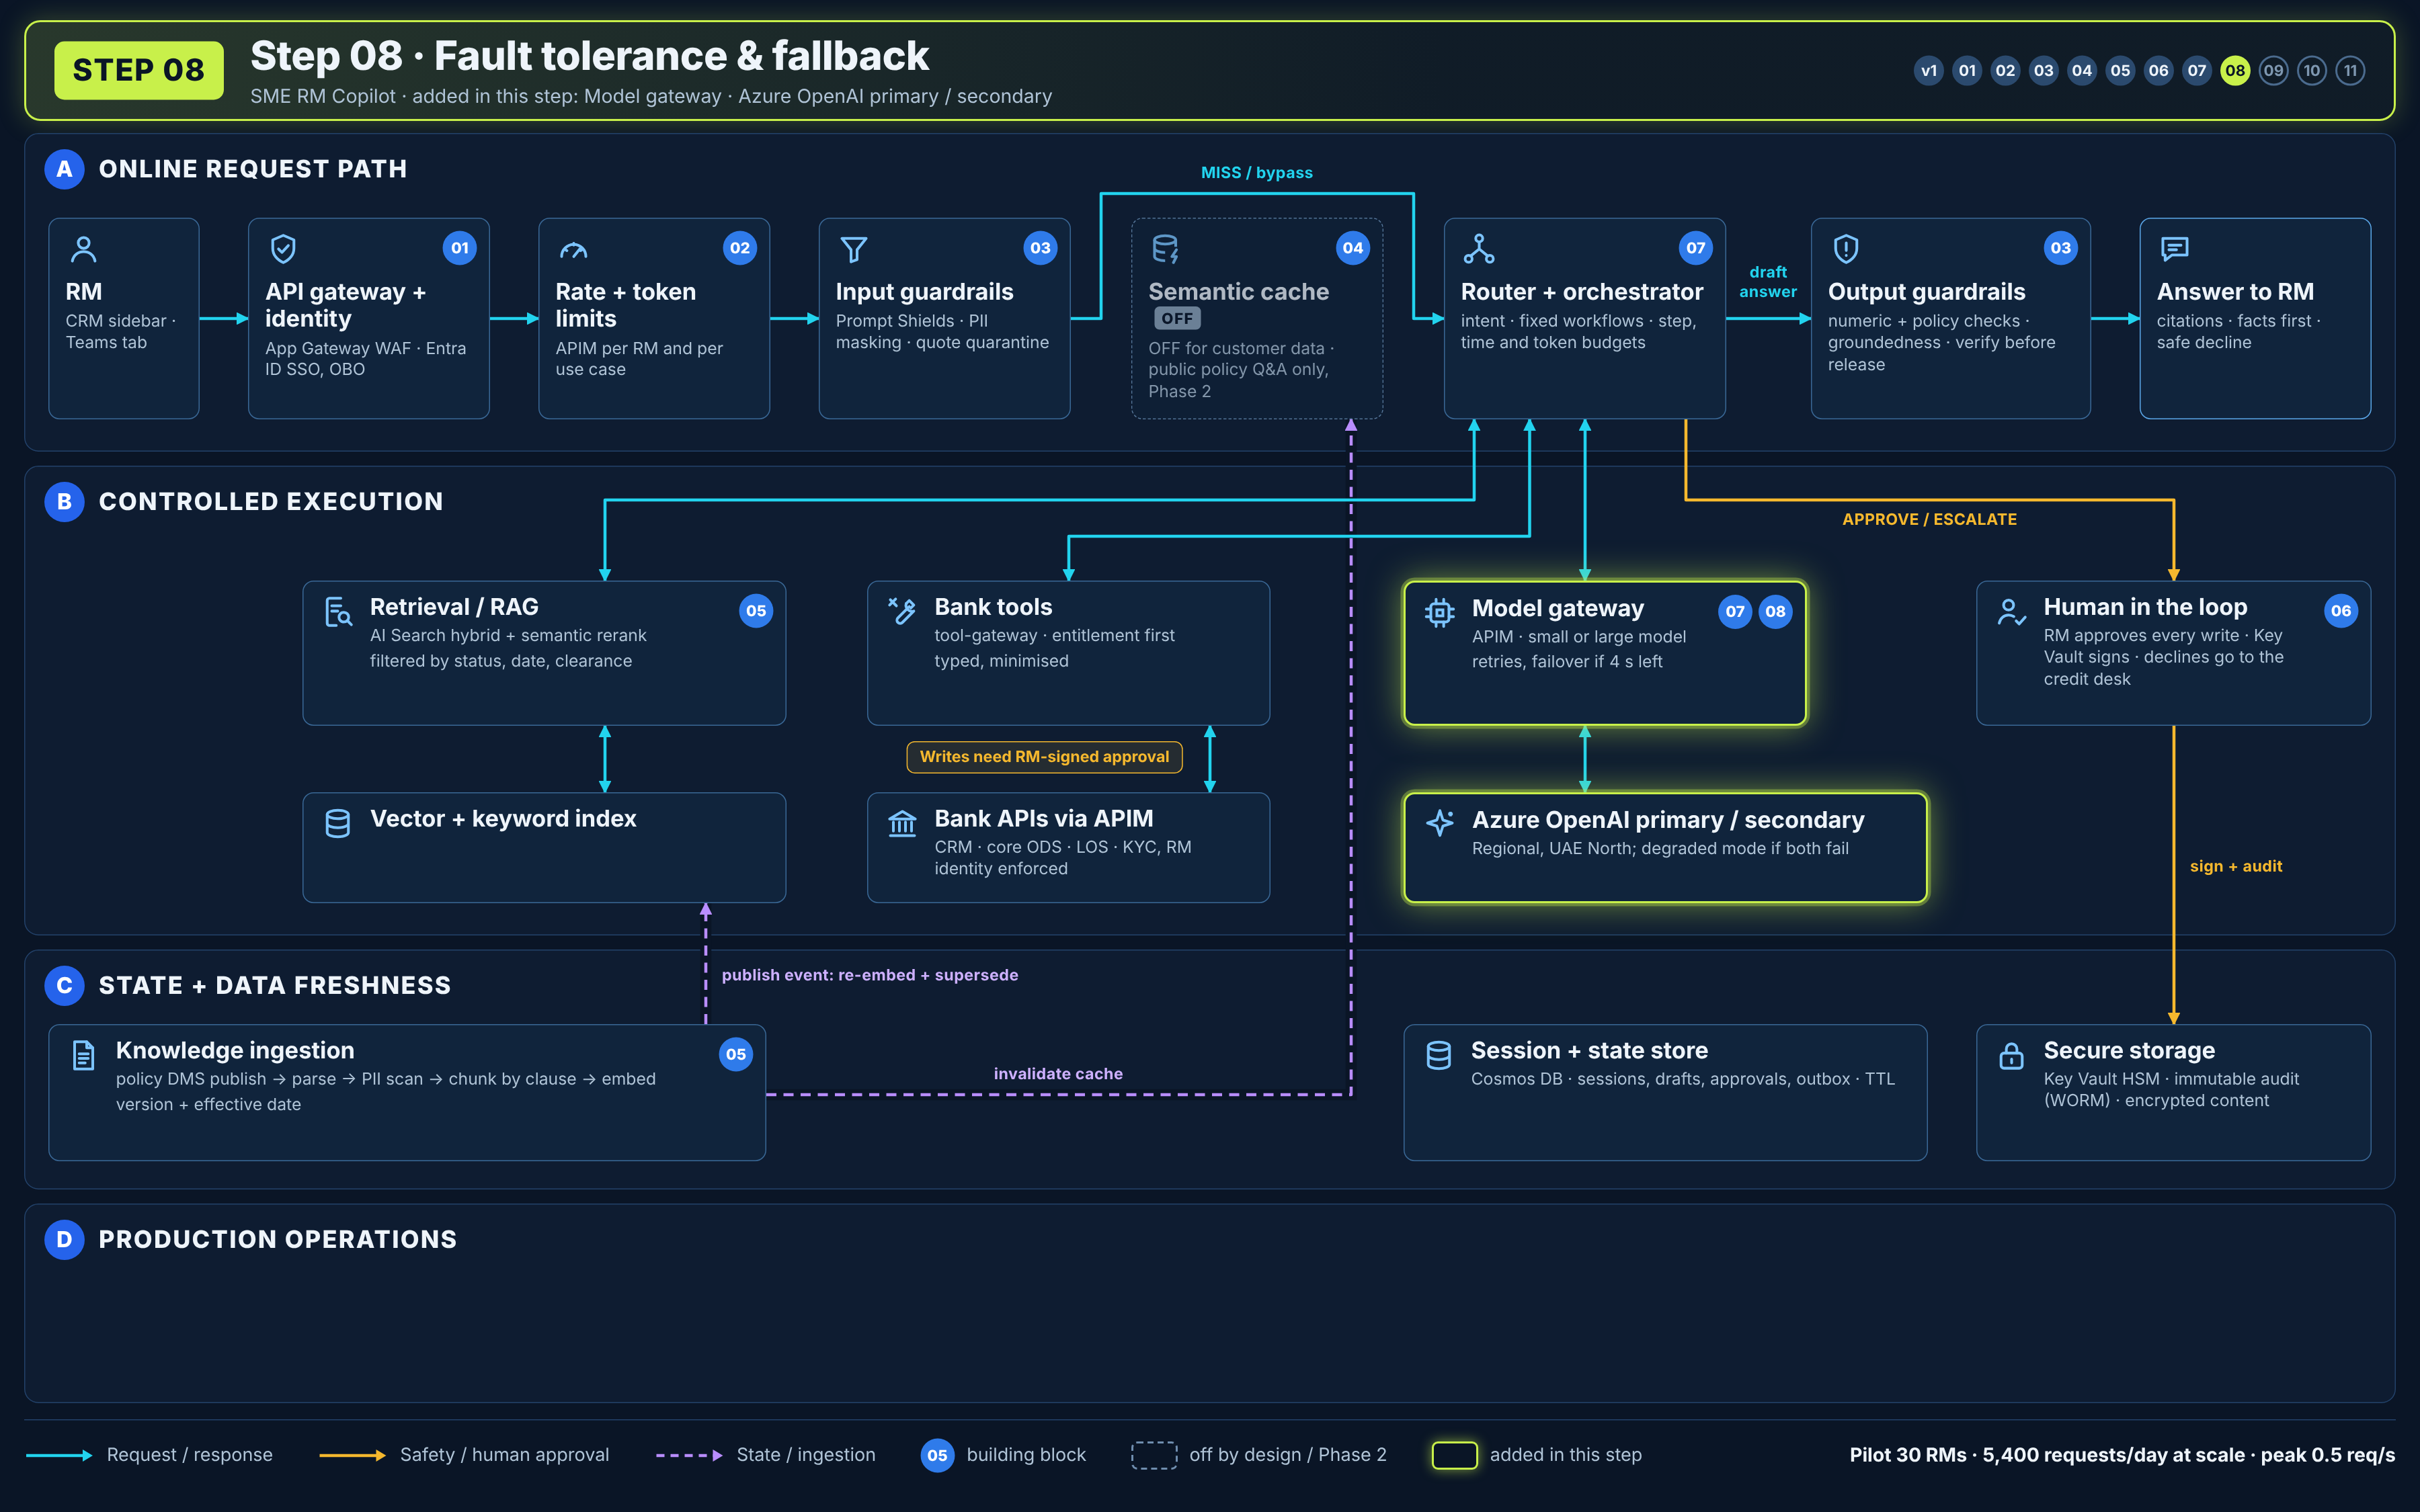 STEP 08
Step 08 · Fault tolerance & fallback
SME RM Copilot · added in this step: Model gateway · Azure OpenAI primary / secondary
v1 01 02 03 04 05 06 07 08 09 10 11
A ONLINE REQUEST PATH
MISS / bypass
RM
CRM sidebar ·
Teams tab
01
API gateway +
identity
App Gateway WAF · Entra
ID SSO, OBO
02
Rate + token
limits
APIM per RM and per
use case
03
Input guardrails
Prompt Shields · PII
masking · quote quarantine
04
Semantic cache
OFF
OFF for customer data ·
public policy Q&A only,
Phase 2
07
Router + orchestrator
intent · fixed workflows · step,
time and token budgets
draft
answer
03
Output guardrails
numeric + policy checks ·
groundedness · verify before
release
Answer to RM
citations · facts first ·
safe decline
B CONTROLLED EXECUTION
APPROVE / ESCALATE
Retrieval / RAG
05
AI Search hybrid + semantic rerank
filtered by status, date, clearance
Bank tools
tool-gateway · entitlement first
typed, minimised
Model gateway
07 08
APIM · small or large model
retries, failover if 4 s left
Human in the loop
06
RM approves every write · Key
Vault signs · declines go to the
credit desk
Writes need RM-signed approval
Vector + keyword index
Bank APIs via APIM
CRM · core ODS · LOS · KYC, RM
identity enforced
Azure OpenAI primary / secondary
Regional, UAE North; degraded mode if both fail
sign + audit
C STATE + DATA FRESHNESS
publish event: re-embed + supersede
Knowledge ingestion
05
policy DMS publish → parse → PII scan → chunk by clause → embed
version + effective date
invalidate cache
Session + state store
Cosmos DB · sessions, drafts, approvals, outbox · TTL
Secure storage
Key Vault HSM · immutable audit
(WORM) · encrypted content
D PRODUCTION OPERATIONS
Request / response
Safety / human approval
State / ingestion
05 building block
off by design / Phase 2
added in this step
Pilot 30 RMs · 5,400 requests/day at scale · peak 0.5 req/s